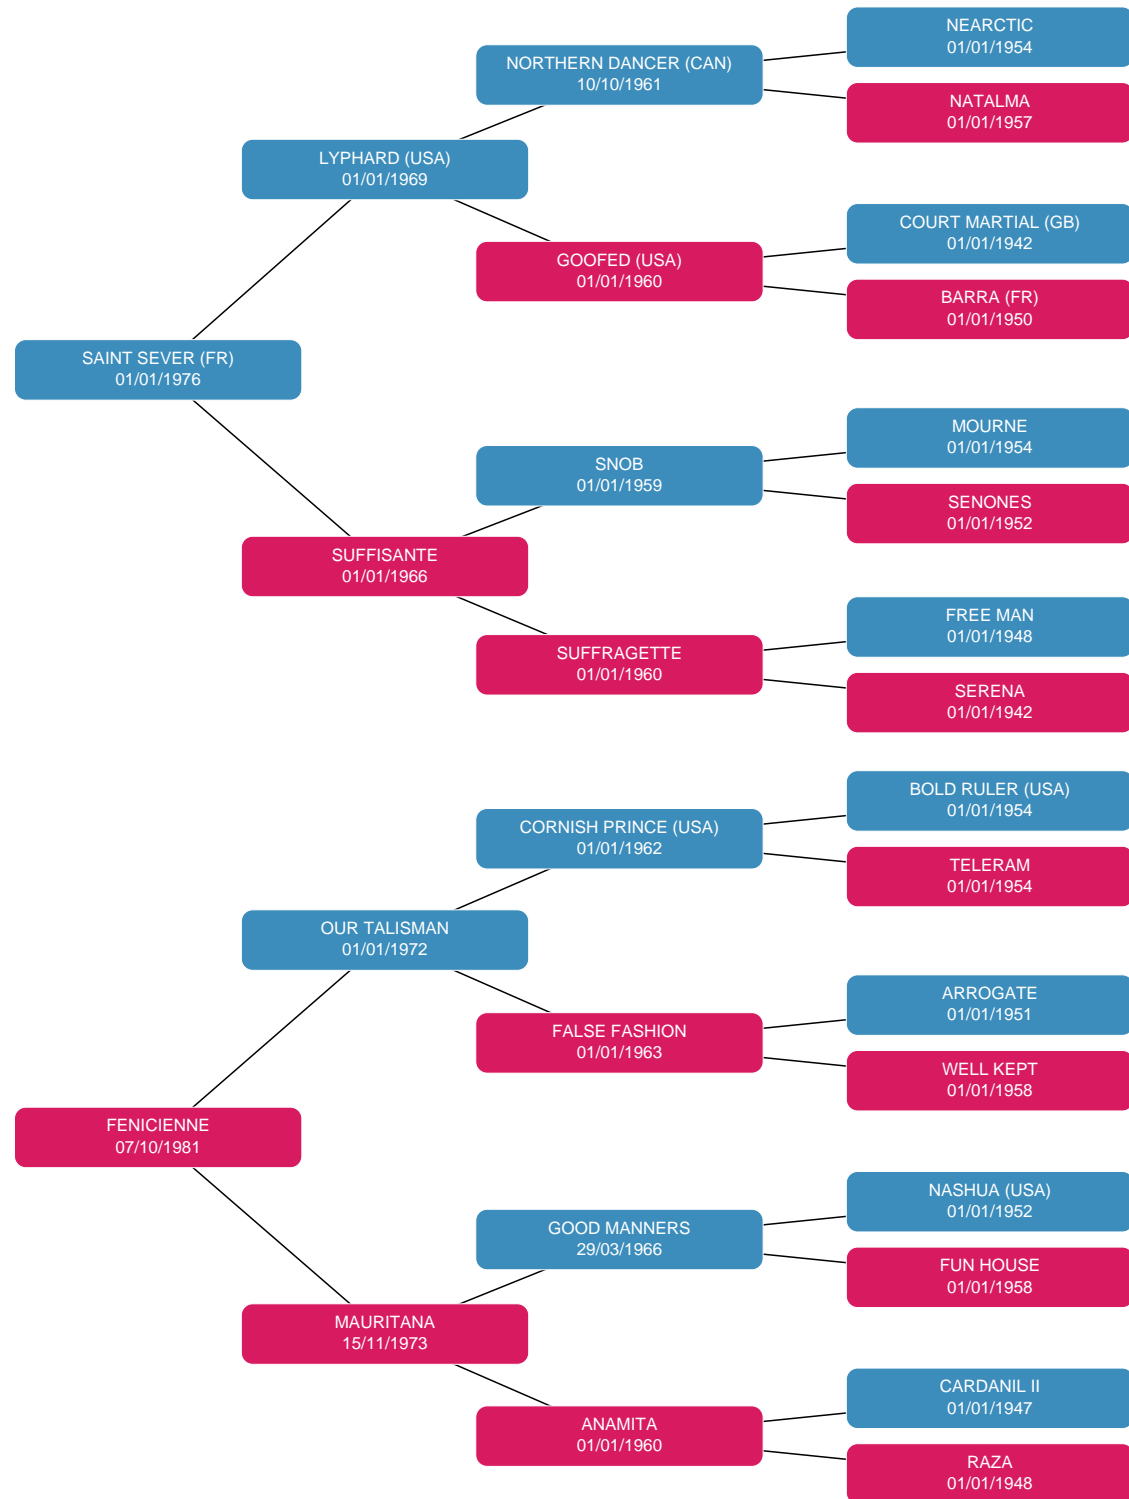 NEARCTIC
01/01/1954
NORTHERN DANCER (CAN)
10/10/1961
NATALMA
01/01/1957
LYPHARD (USA)
01/01/1969
COURT MARTIAL (GB)
01/01/1942
GOOFED (USA)
01/01/1960
BARRA (FR)
01/01/1950
SAINT SEVER (FR)
01/01/1976
MOURNE
01/01/1954
SNOB
01/01/1959
SENONES
01/01/1952
SUFFISANTE
01/01/1966
FREE MAN
01/01/1948
SUFFRAGETTE
01/01/1960
SERENA
01/01/1942
BOLD RULER (USA)
01/01/1954
CORNISH PRINCE (USA)
01/01/1962
TELERAM
01/01/1954
OUR TALISMAN
01/01/1972
ARROGATE
01/01/1951
FALSE FASHION
01/01/1963
WELL KEPT
01/01/1958
FENICIENNE
07/10/1981
NASHUA (USA)
01/01/1952
GOOD MANNERS
29/03/1966
FUN HOUSE
01/01/1958
MAURITANA
15/11/1973
CARDANIL II
01/01/1947
ANAMITA
01/01/1960
RAZA
01/01/1948